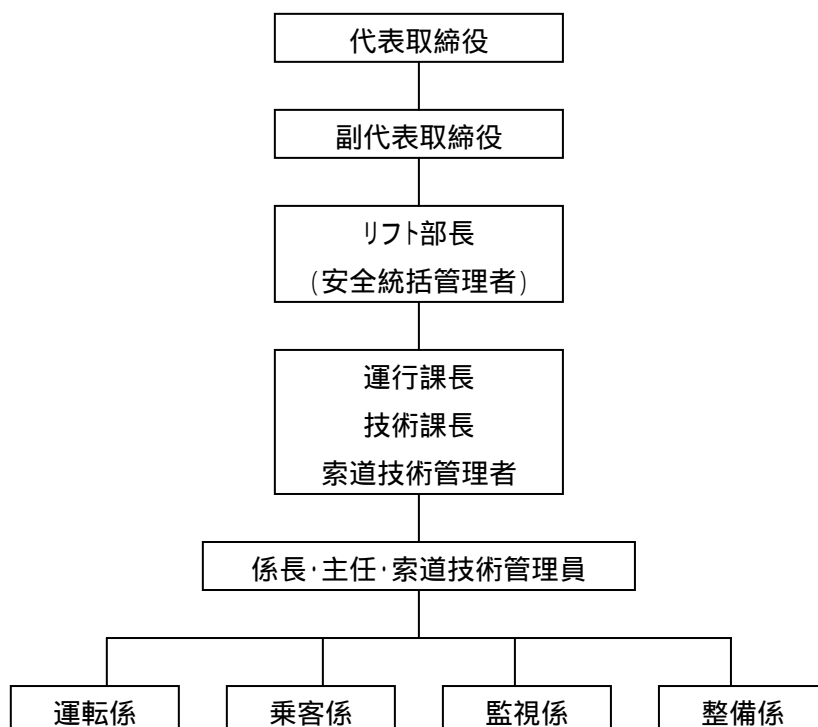 代表取締役
副代表取締役
リフト部長
(安全統括管理者)
運行課長
技術課長
索道技術管理者
係長・主任・索道技術管理員
運転係
乗客係
監視係
整備係